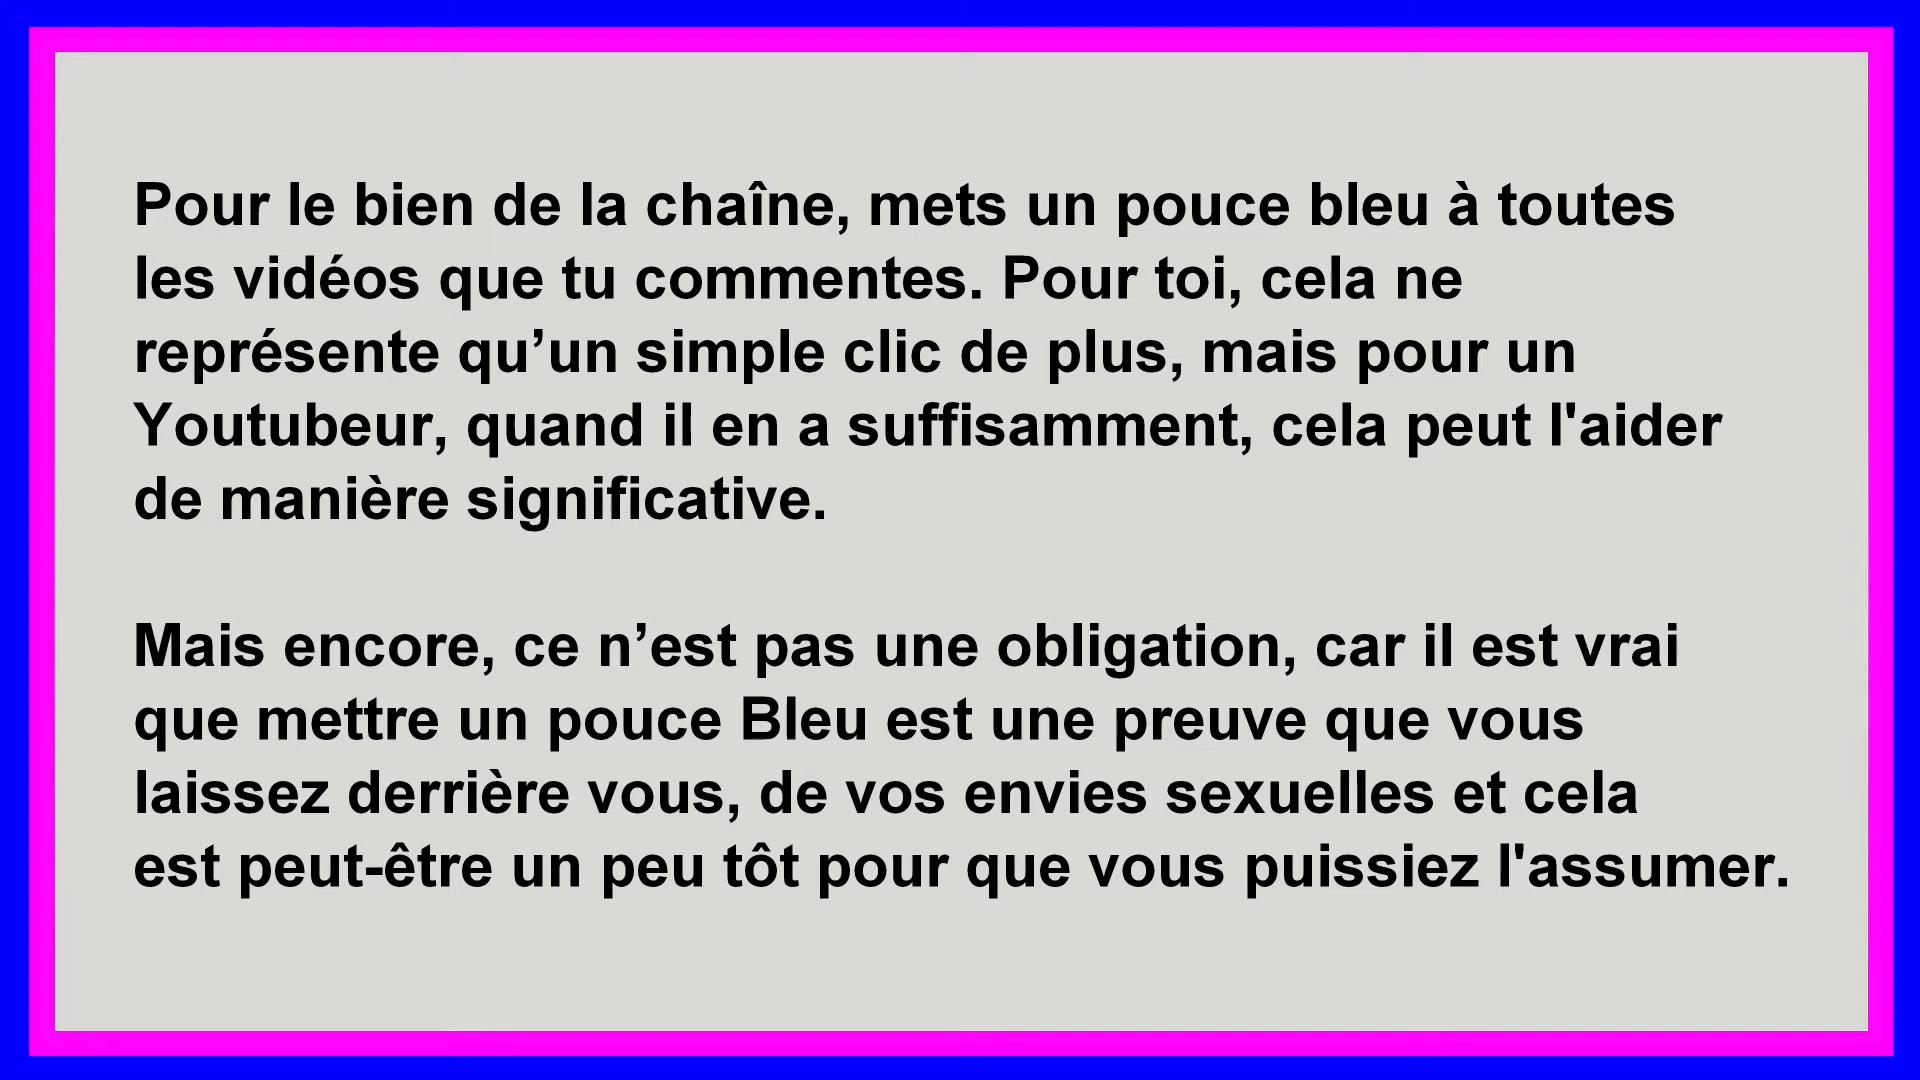 Pour le bien de la chaîne, mets un pouce bleu à toutes
les vidéos que tu commentes. Pour toi, cela ne
représente qu’un simple clic de plus, mais pour un
Youtubeur, quand il en a suffisamment, cela peut l'aider
de manière significative.
Mais encore, ce n’est pas une obligation, car il est vrai
que mettre un pouce Bleu est une preuve que vous
laissez derrière vous, de vos envies sexuelles et cela
est peut-être un peu tôt pour que vous puissiez l'assumer.